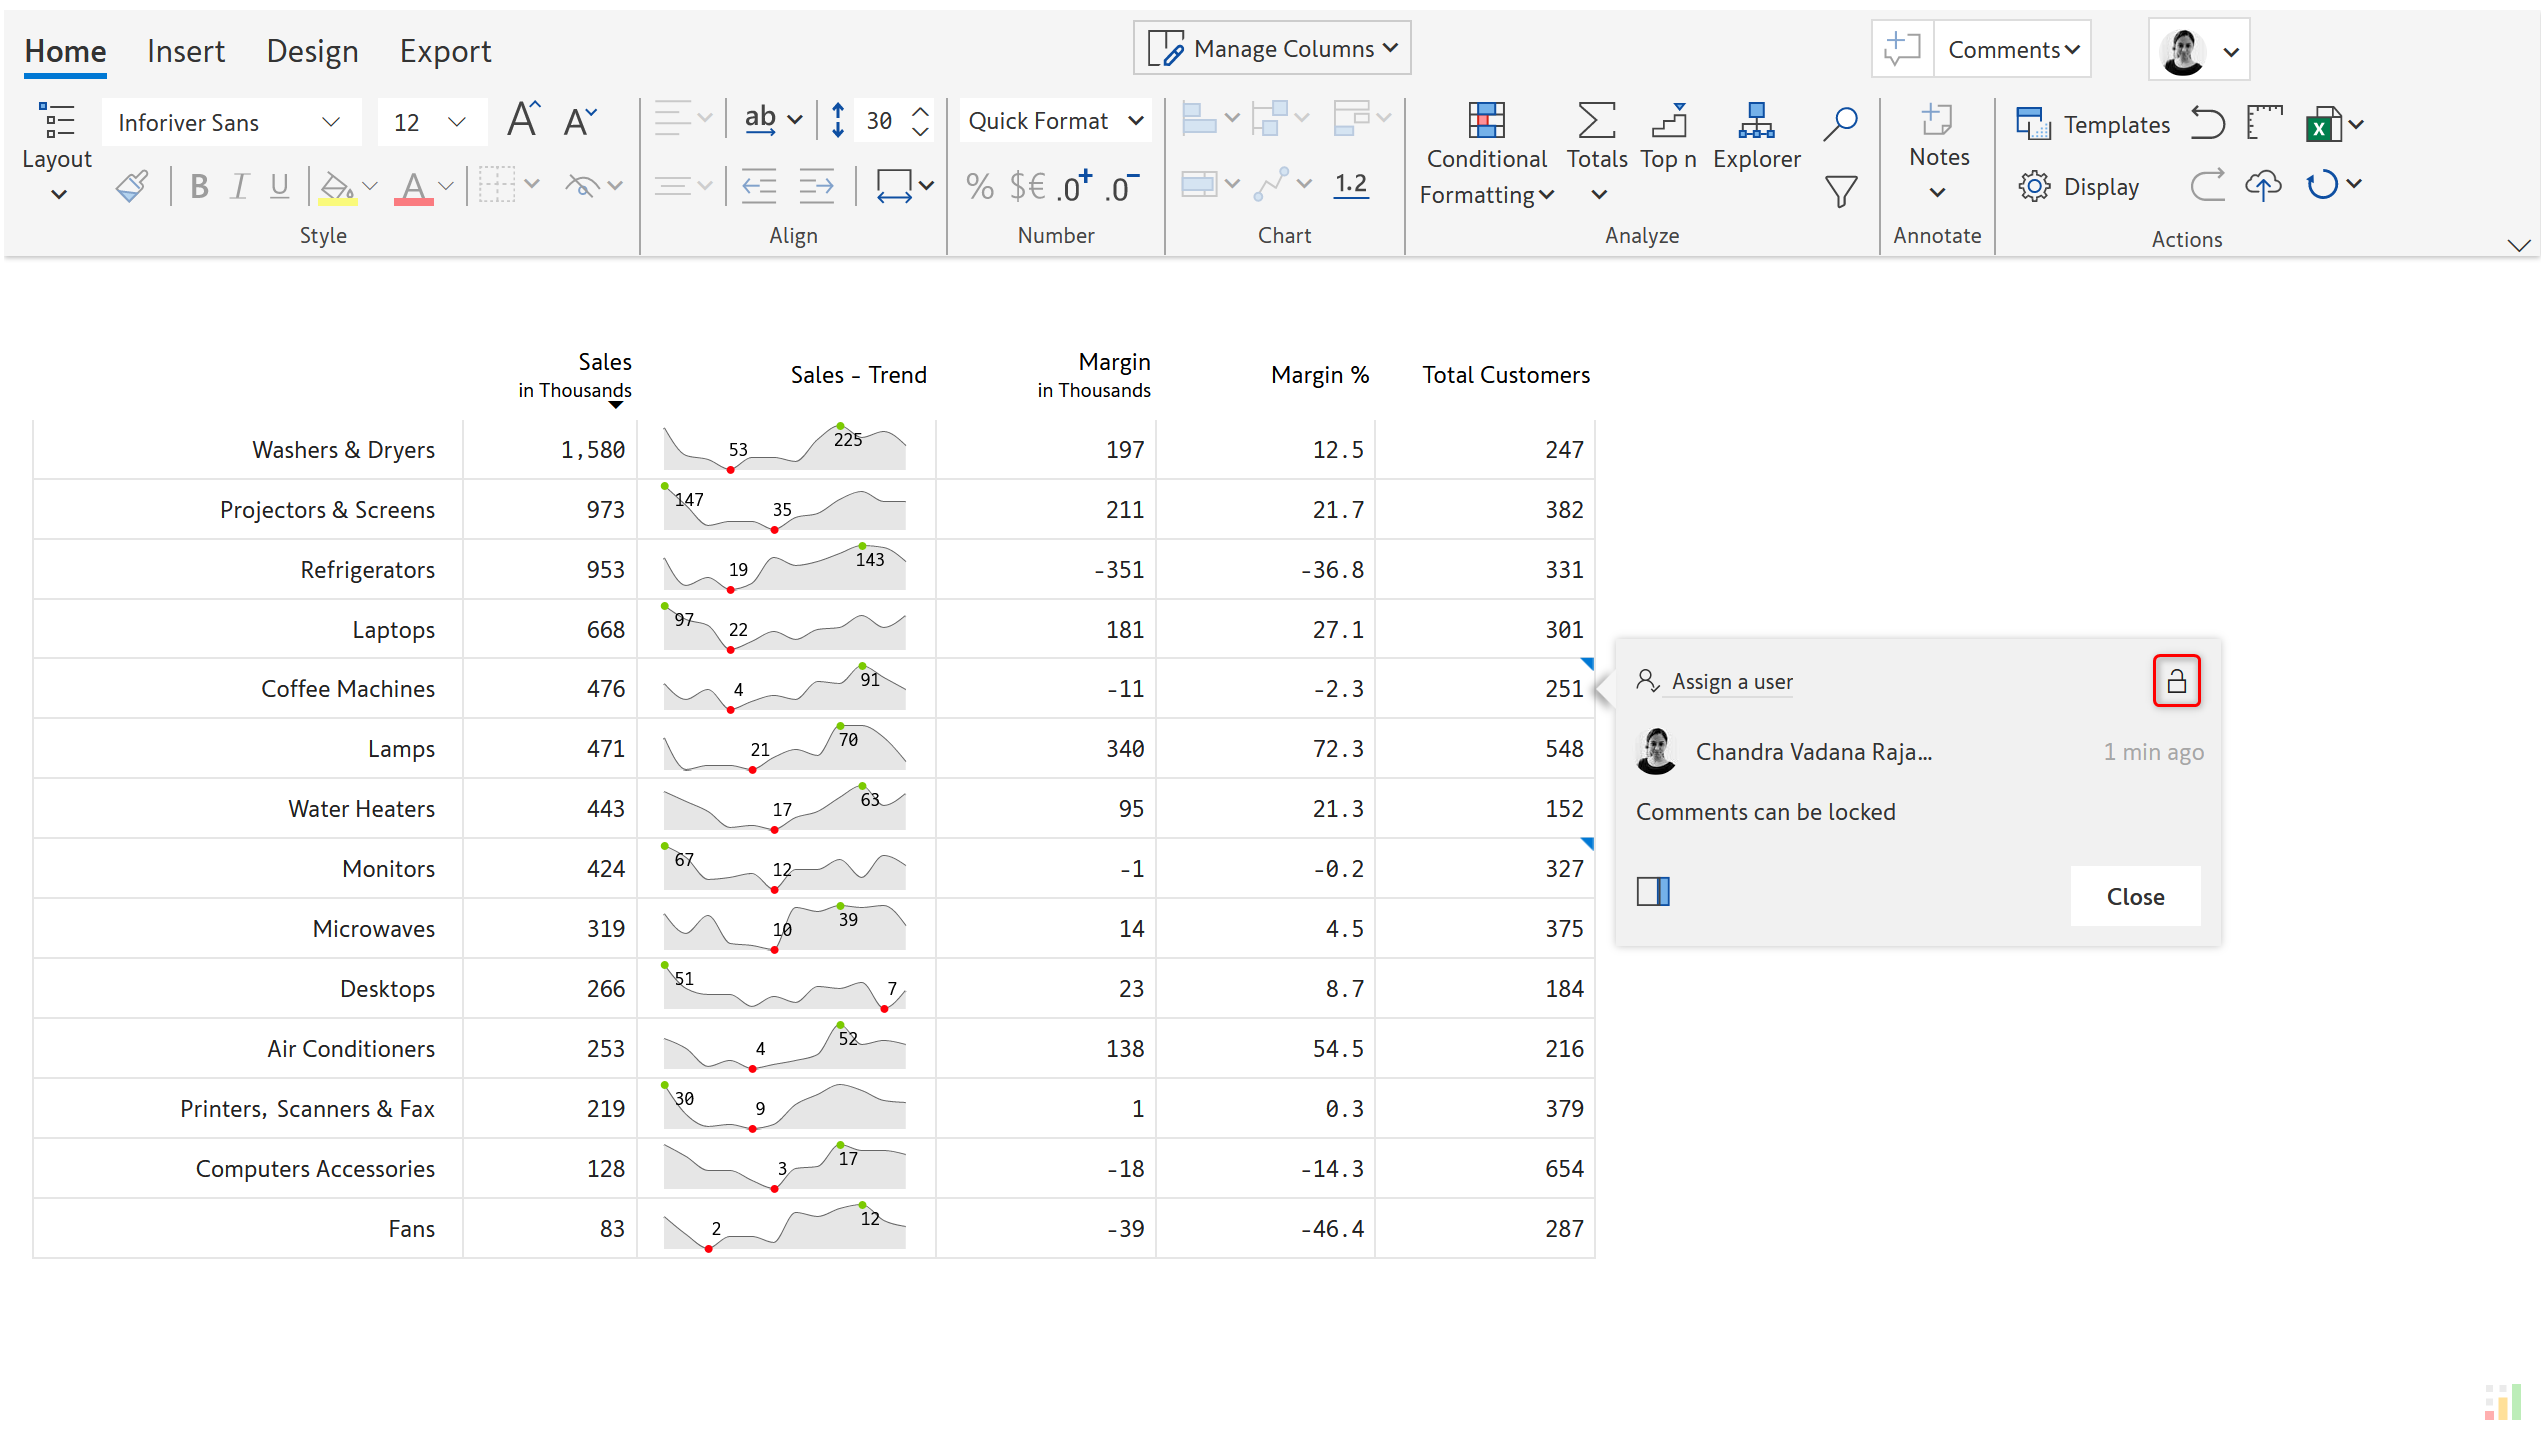 Home Insert Design Export Manage Columns Comments
Layout Inforiver Sans 12 A A ab 30 Quick Format
B I U A % $€ .0+ .0- 1.2
Conditional Formatting Totals Top n Explorer Notes Templates X
Display
Style Align Number Chart Analyze Annotate Actions
Sales Sales - Trend Margin Margin % Total Customers
in Thousands in Thousands
Washers & Dryers 1,580 53 225 197 12.5 247
Projectors & Screens 973 147 35 211 21.7 382
Refrigerators 953 19 143 -351 -36.8 331
Laptops 668 97 22 181 27.1 301
Coffee Machines 476 4 91 -11 -2.3 251
Lamps 471 21 70 340 72.3 548
Water Heaters 443 17 63 95 21.3 152
Monitors 424 67 12 -1 -0.2 327
Microwaves 319 10 39 14 4.5 375
Desktops 266 51 7 23 8.7 184
Air Conditioners 253 4 52 138 54.5 216
Printers, Scanners & Fax 219 30 9 1 0.3 379
Computers Accessories 128 3 17 -18 -14.3 654
Fans 83 2 12 -39 -46.4 287
Assign a user
Chandra Vadana Raja... 1 min ago
Comments can be locked
Close